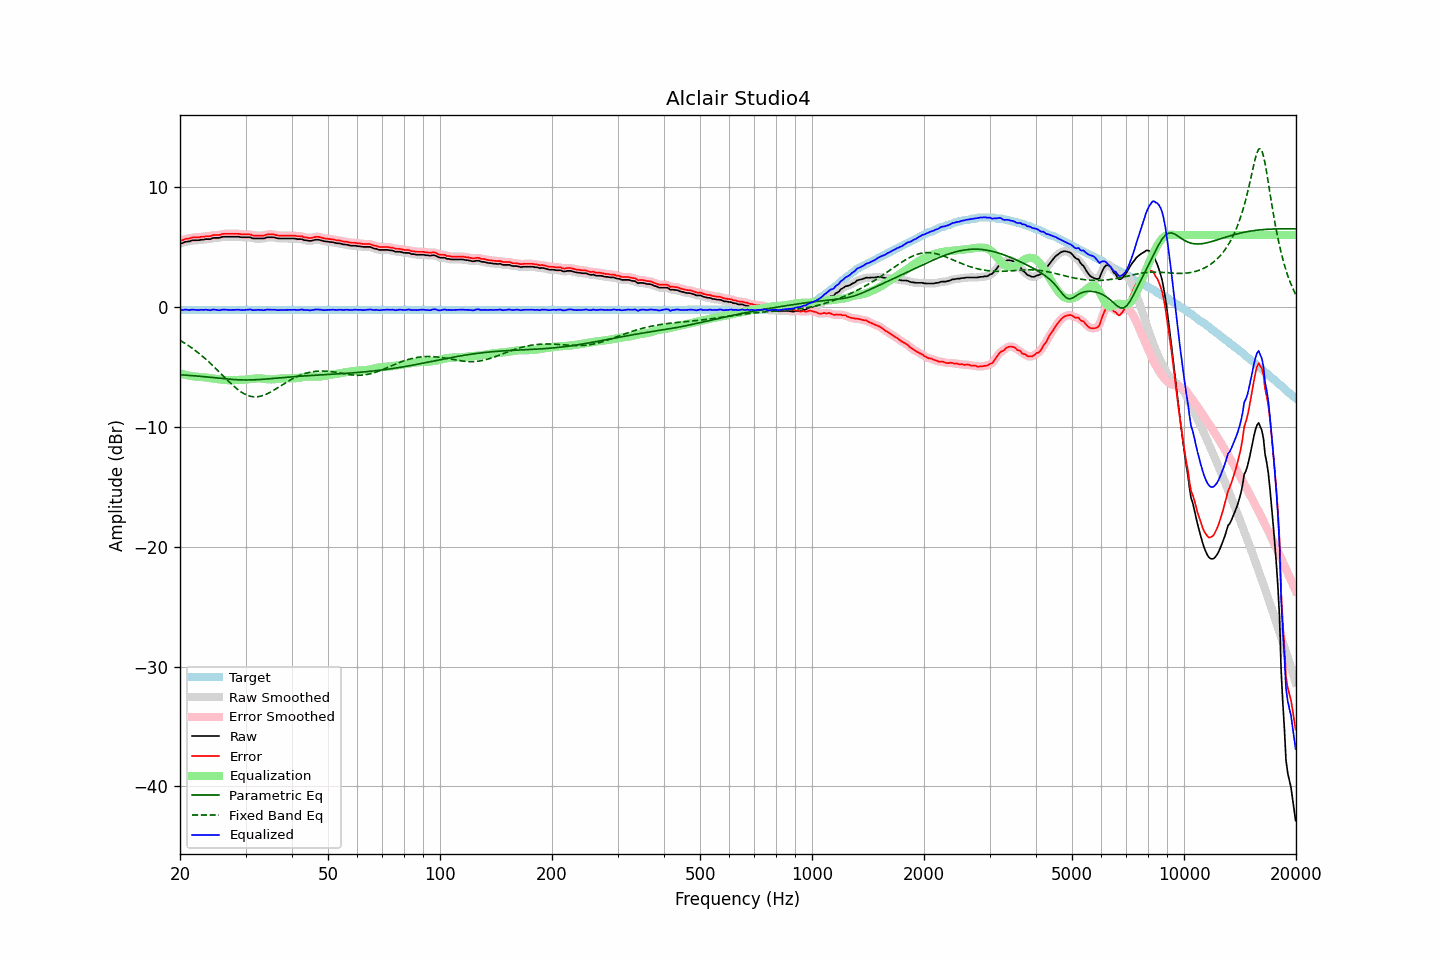 Alclair Studio4
Amplitude (dBr)
10
0
−10
−20
−30
−40
Target
Raw Smoothed
Error Smoothed
Raw
Error
Equalization
Parametric Eq
Fixed Band Eq
Equalized
20 50 100 200 500 1000 2000 5000 10000 20000
Frequency (Hz)